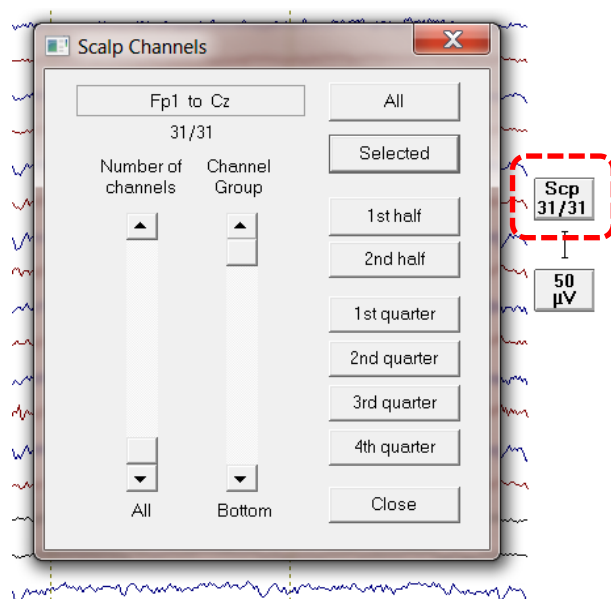 Scalp Channels
X
Fp1 to Cz
31/31
Number of
channels
Channel
Group
All
Bottom
All
Selected
1st half
2nd half
1st quarter
2nd quarter
3rd quarter
4th quarter
Close
Scp
31/31
50
µV